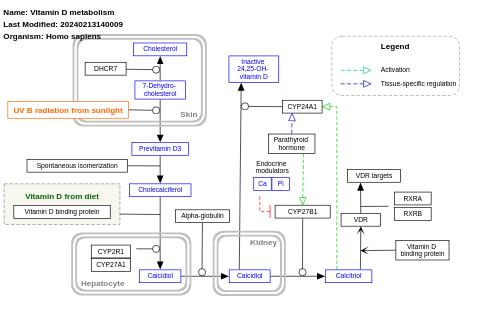 Name: Vitamin D metabolism
Last Modified: 20240213140009
Organism: Homo sapiens
Cholesterol
DHCR7
7-Dehydro-
cholesterol
UV B radiation from sunlight
Skin
Previtamin D3
Spontaneous isomerization
Cholecalciferol
Vitamin D from diet
Vitamin D binding protein
Alpha-globulin
CYP2R1
CYP27A1
Calcidiol
Hepatocyte
Inactive
24,25-OH-
vitamin D
CYP24A1
Parathyroid
hormone
Endocrine
modulators
Ca
Pi
CYP27B1
Kidney
Calcidiol
Calcitriol
Legend
Activation
Tissue-specific regulation
VDR targets
RXRA
RXRB
VDR
Vitamin D
binding protein